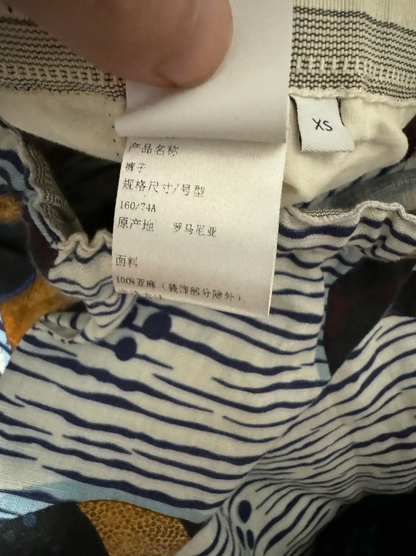 XS
产品名称
裤子
规格尺寸/号型
160/74A
原产地 罗马尼亚
面料
100%亚麻（装饰部分除外）